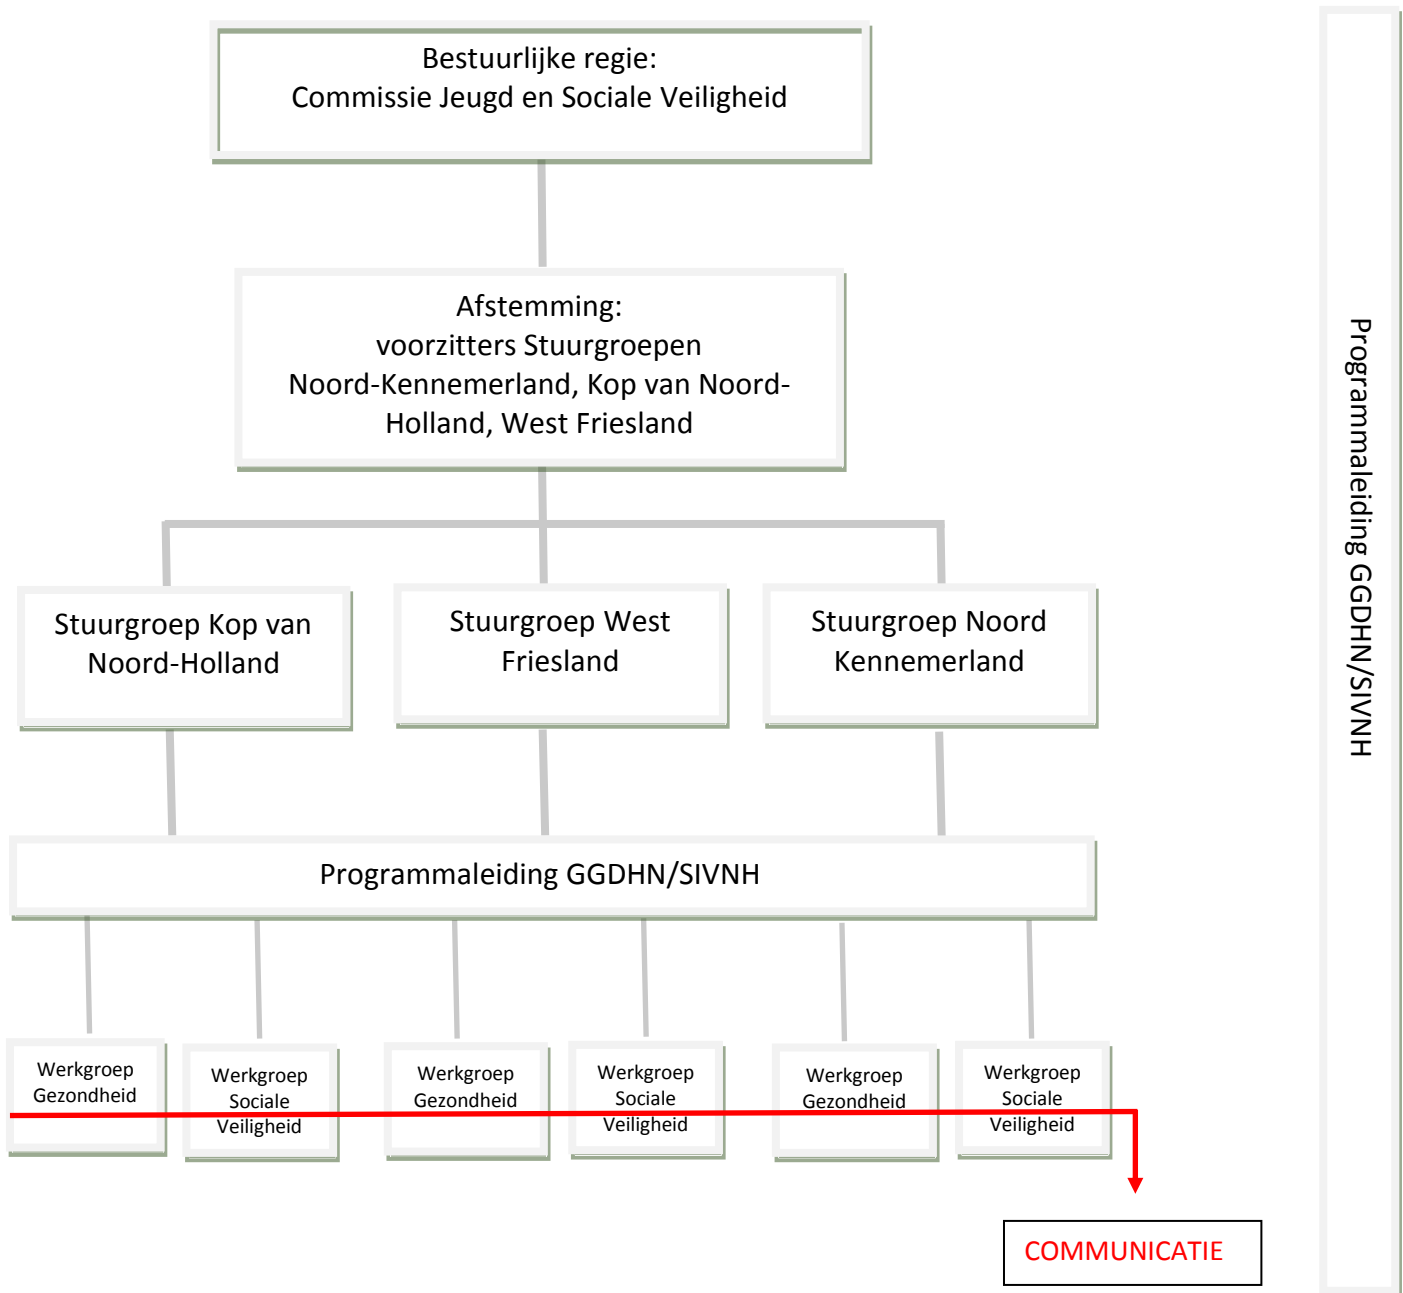 Bestuurlijke regie:
Commissie Jeugd en Sociale Veiligheid
Afstemming:
voorzitters Stuurgroepen
Noord-Kennemerland, Kop van Noord-
Holland, West Friesland
Stuurgroep Kop van
Noord-Holland
Stuurgroep West
Friesland
Stuurgroep Noord
Kennemerland
Programmaleiding GGDHN/SIVNH
Werkgroep
Gezondheid
Werkgroep
Sociale
Veiligheid
Werkgroep
Gezondheid
Werkgroep
Sociale
Veiligheid
Werkgroep
Gezondheid
Werkgroep
Sociale
Veiligheid
COMMUNICATIE
Programmaleiding GGDHN/SIVNH